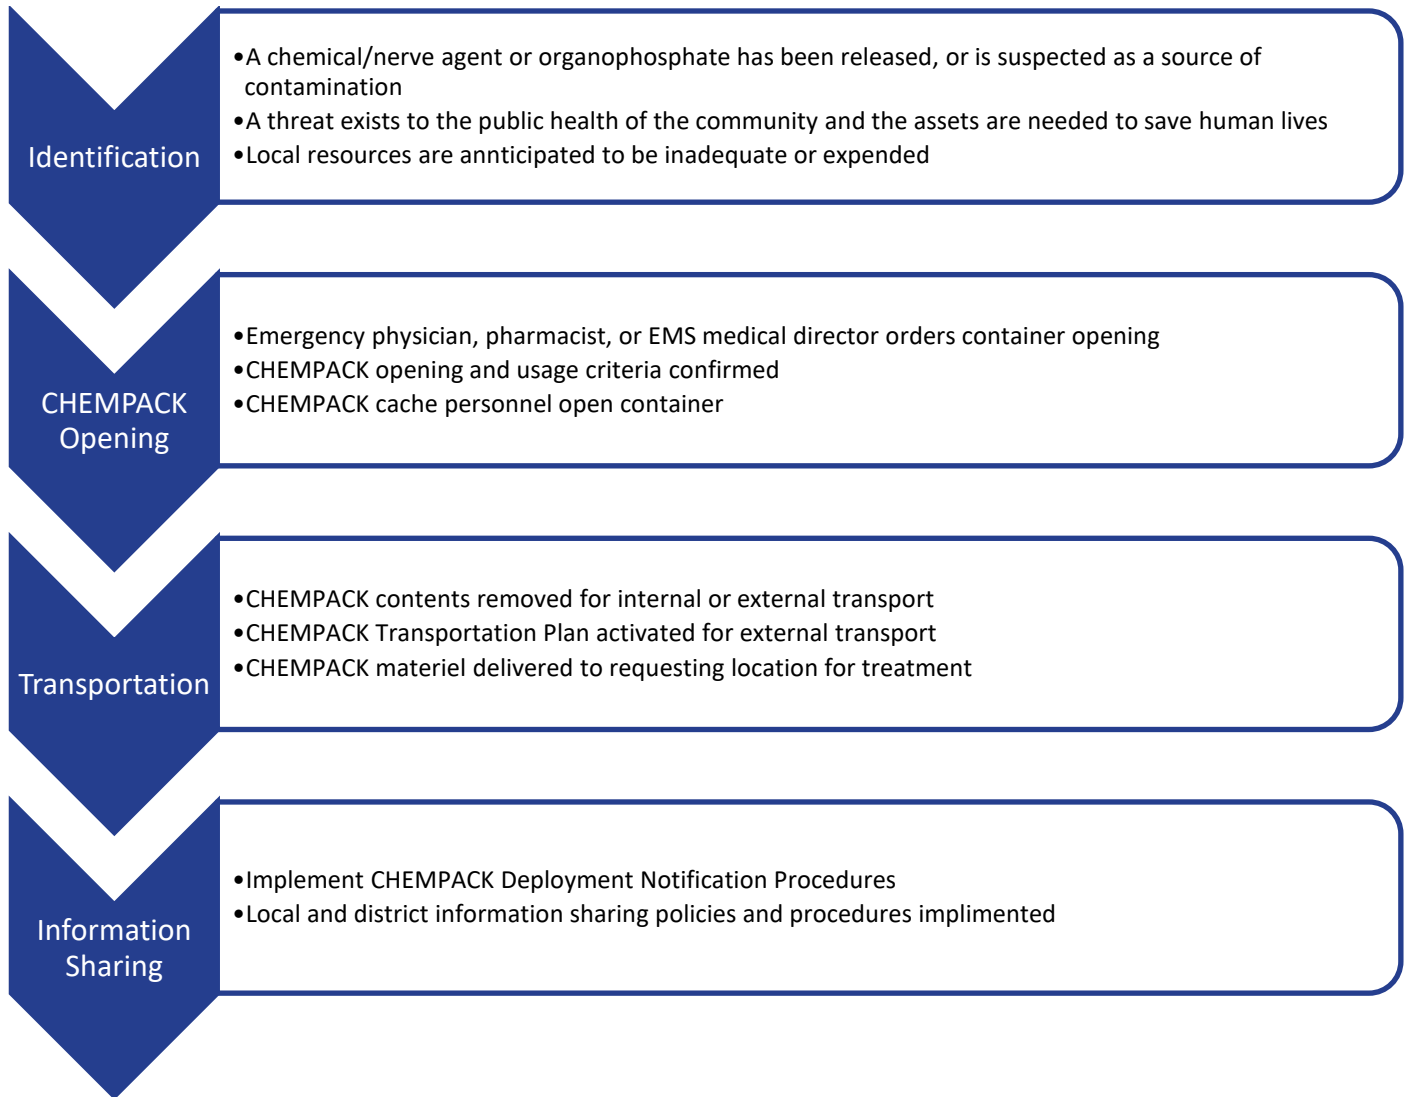 Identification
•A chemical/nerve agent or organophosphate has been released, or is suspected as a source of
contamination
•A threat exists to the public health of the community and the assets are needed to save human lives
•Local resources are annticipated to be inadequate or expended
CHEMPACK
Opening
•Emergency physician, pharmacist, or EMS medical director orders container opening
•CHEMPACK opening and usage criteria confirmed
•CHEMPACK cache personnel open container
Transportation
•CHEMPACK contents removed for internal or external transport
•CHEMPACK Transportation Plan activated for external transport
•CHEMPACK materiel delivered to requesting location for treatment
Information
Sharing
•Implement CHEMPACK Deployment Notification Procedures
•Local and district information sharing policies and procedures implimented